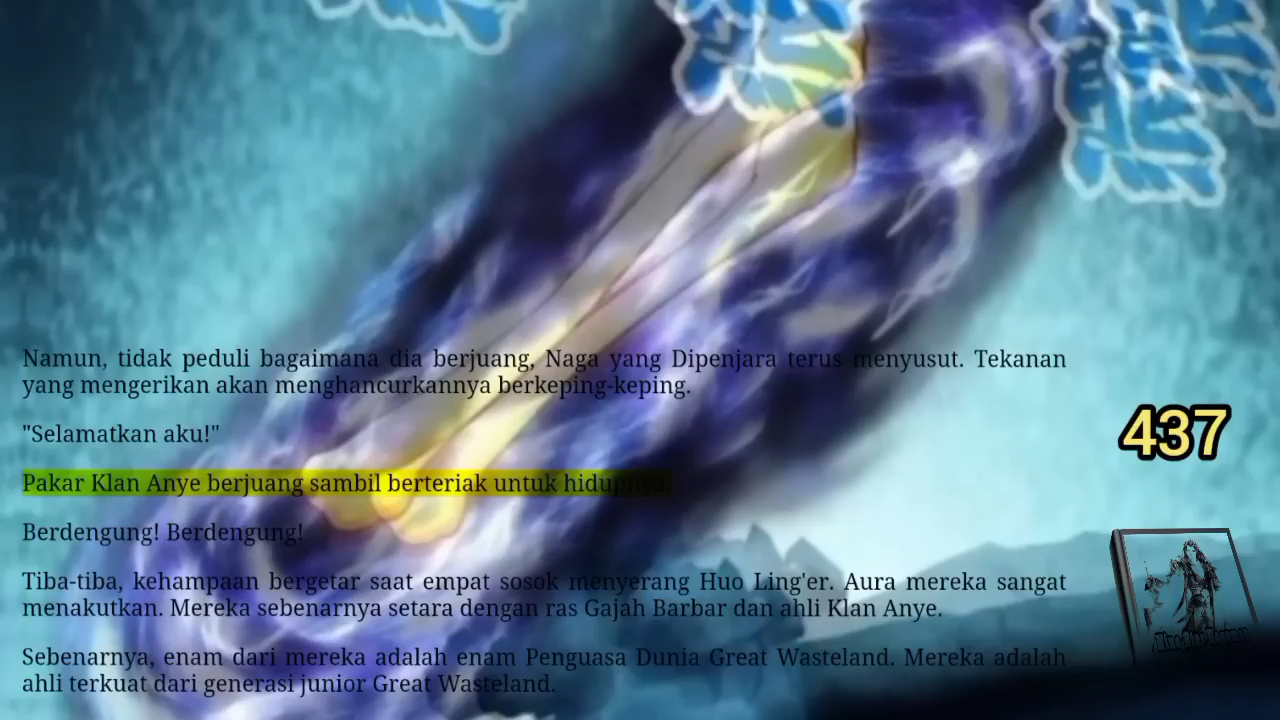 Namun, tidak peduli bagaimana dia berjuang, Naga yang Dipenjara terus menyusut. Tekanan
yang mengerikan akan menghancurkannya berkeping-keping.
"Selamatkan aku!"
Pakar Klan Anye berjuang sambil berteriak untuk hidupnya.
437
Berdengung! Berdengung!
Tiba-tiba, kehampaan bergetar saat empat sosok menyerang Huo Ling'er. Aura mereka sangat
menakutkan. Mereka sebenarnya setara dengan ras Gajah Barbar dan ahli Klan Anye.
Sebenarnya, enam dari mereka adalah enam Penguasa Dunia Great Wasteland. Mereka adalah
ahli terkuat dari generasi junior Great Wasteland.